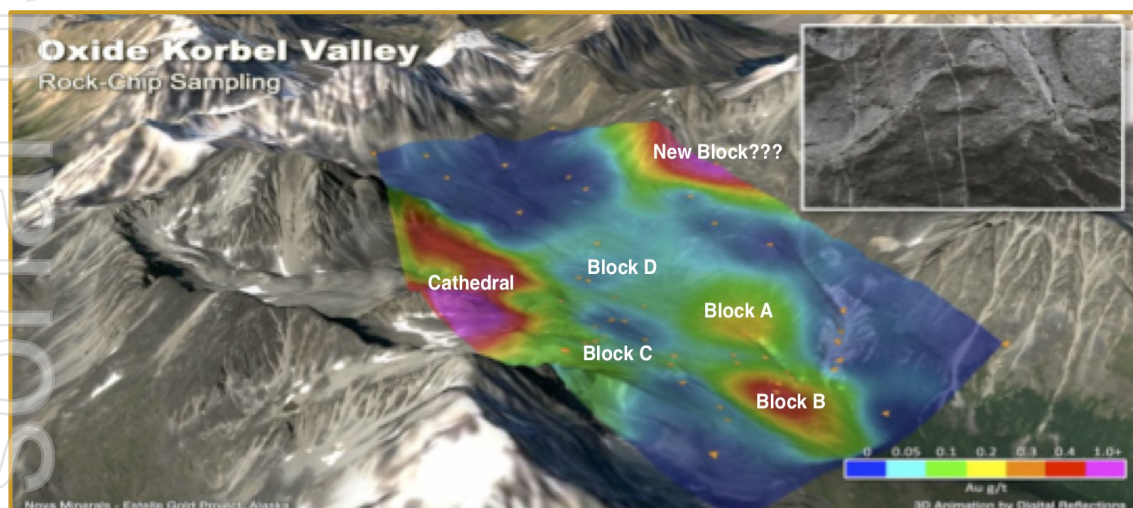 Oxide Korbel Valley
Rock-Chip Sampling
New Block???
Block D
Cathedral
Block A
Block C
Block B
0 0.05 0.1 0.2 0.3 0.4 1.0+
Au g/t
Nova Minerals - Estelle Gold Project, Alaska
3D Animation by Digital Reflections